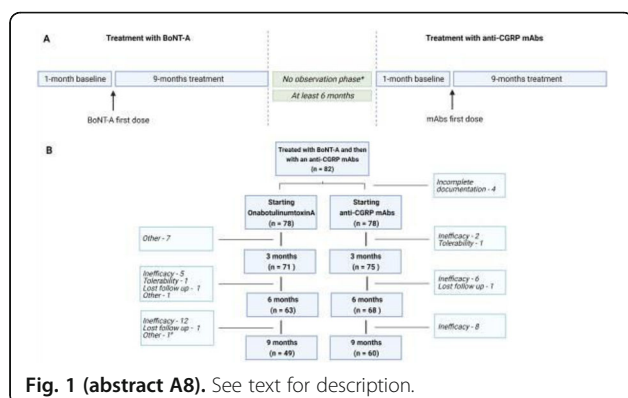 A
Treatment with BoNT-A
Treatment with anti-CGRP mAbs
1-month baseline
9-months treatment
No observation phase*
At least 6 months
1-month baseline
9-months treatment
BoNT-A first dose
mAbs first dose
B
Treated with BoNT-A and then
with an anti-CGRP mAbs
(n = 82)
Incomplete
documentation - 4
Starting
OnabotulinumtoxinA
(n = 78)
Starting
anti-CGRP mAbs
(n = 78)
Other - 7
Inefficacy - 2
Tolerability - 1
3 months
(n = 71 )
3 months
(n = 75 )
Inefficacy - 5
Tolerability - 1
Lost follow up - 1
Other - 1
Inefficacy - 6
Lost follow up - 1
6 months
(n = 63)
6 months
(n = 68 )
Inefficacy - 12
Lost follow up - 1
Other - 1*
Inefficacy - 8
9 months
(n = 49)
9 months
(n = 60)
Fig. 1 (abstract A8). See text for description.